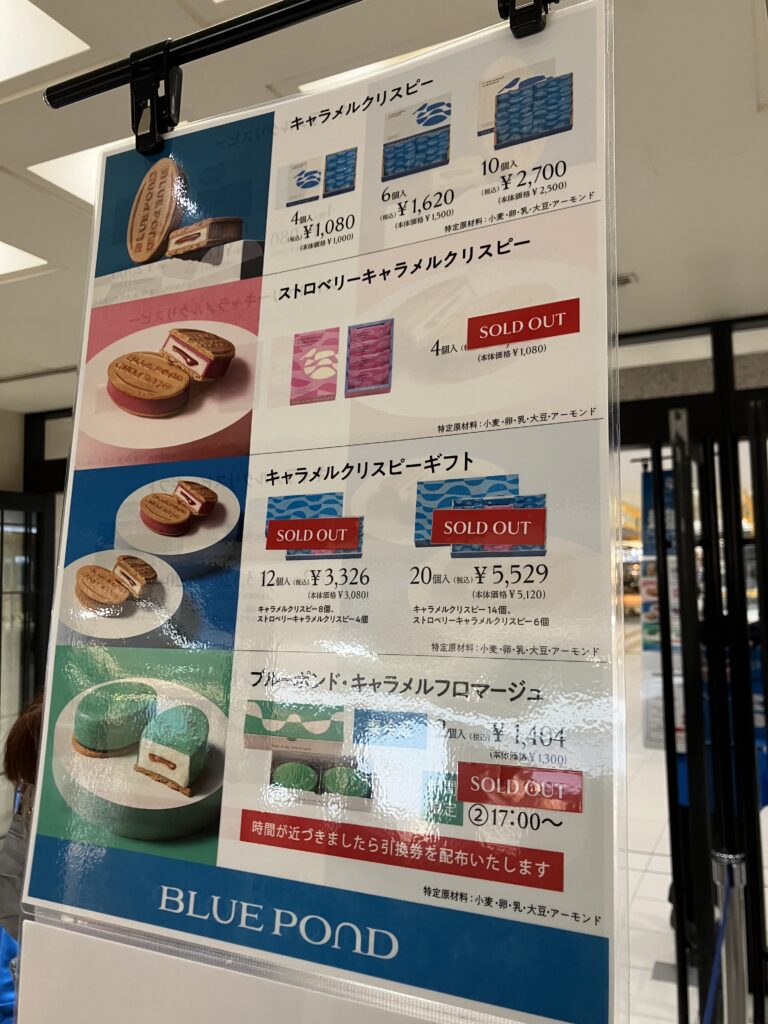 キャラメルクリスピー
4個入
(税込)¥1,080
(本体価格¥1,000)
6個入
(税込)¥1,620
(本体価格¥1,500)
10個入
(税込)¥2,700
(本体価格¥2,500)
特定原材料:小麦・卵・乳・大豆・アーモンド
ストロベリーキャラメルクリスピー
SOLD OUT
4個入
(本体価格¥1,080)
特定原材料:小麦・卵・乳・大豆・アーモンド
キャラメルクリスピーギフト
SOLD OUT
12個入(税込)¥3,326
(本体価格¥3,080)
キャラメルクリスピー8個、
ストロベリーキャラメルクリスピー4個
SOLD OUT
20個入(税込)¥5,529
(本体価格¥5,120)
キャラメルクリスピー14個、
ストロベリーキャラメルクリスピー6個
特定原材料:小麦・卵・乳・大豆・アーモンド
ブルーポンド・キャラメルフロマージュ
2個入(税込)¥1,404
(本体価格¥1,300)
SOLD OUT
②17:00〜
時間が近づきましたら引換券を配布いたします
特定原材料:小麦・卵・乳・大豆・アーモンド
BLUE POND